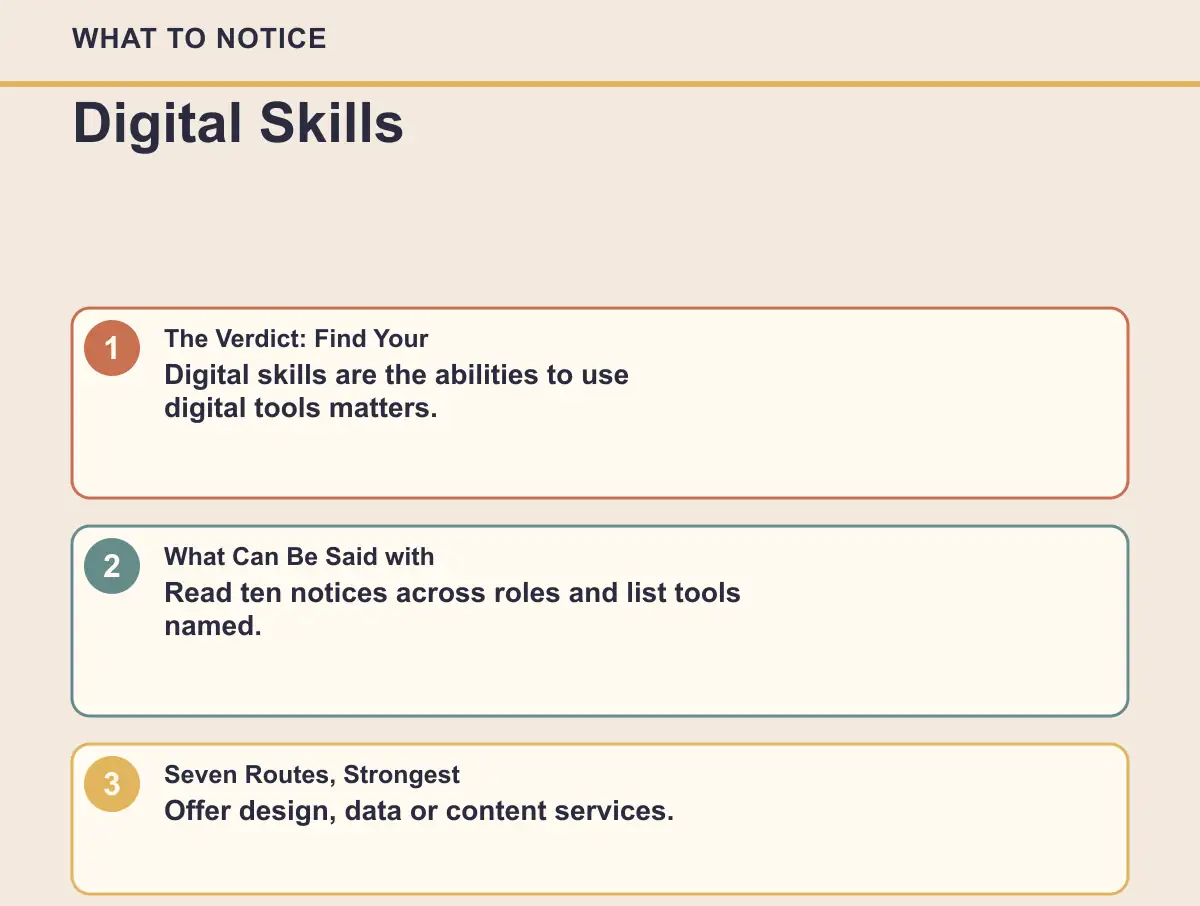 WHAT TO NOTICE
Digital Skills
1
The Verdict: Find Your
Digital skills are the abilities to use
digital tools matters.
2
What Can Be Said with
Read ten notices across roles and list tools
named.
3
Seven Routes, Strongest
Offer design, data or content services.